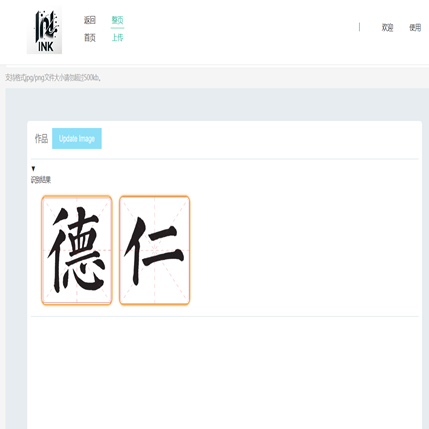 INK
返回 整页
首页 上传
| 欢迎 使用
支持格式jpg/png文件大小请勿超过500kb。
作品 Update Image
识别结果
德仁